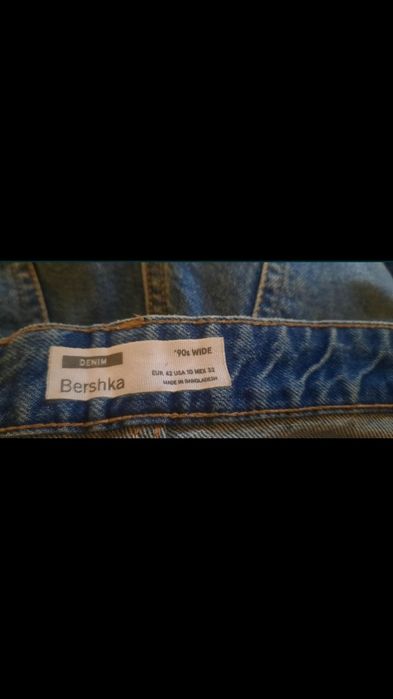 DENIM
Bershka
'90s WIDE
EUR 42 USA 10 MEX 32
MADE IN BANGLADESH